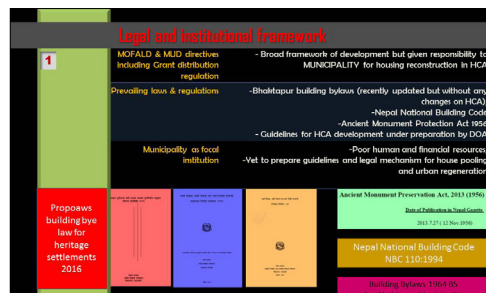 Legal and institutional framework
1
MOFALD & MUD directives
including Grant distribution
regulation
- Broad framework of development but given responsibility to
MUNICIPALITY for housing reconstruction in HCA
Prevailing laws & regulations
-Bhaktapur building bylaws (recently updated but without any
changes on HCA)
-Nepal National Building Code
-Ancient Monument Protection Act 1956
- Guidelines for HCA development under preparation by DOA
Municipality as focal
institution
-Poor human and financial resources
-Yet to prepare guidelines and legal mechanism for house pooling
and urban regeneration
Propoaws
building bye
law for
heritage
settlements
2016
Ancient Monument Preservation Act, 2013 (1956)
Date of Publication in Nepal Gazette
2013.7.27 ( 12 Nov 1956)
Nepal National Building Code
NBC 110:1994
Building Bylaws 1964-85